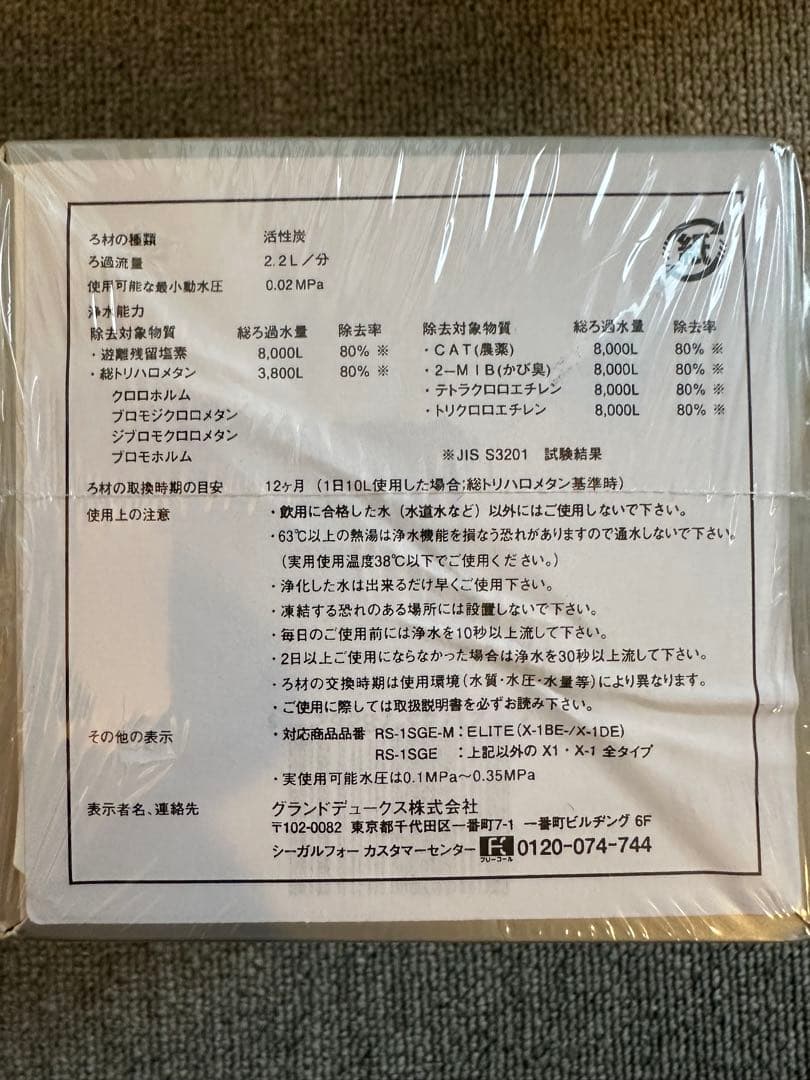 紙
ろ材の種類 活性炭
ろ過流量 2.2L/分
使用可能な最小動水圧 0.02MPa
浄水能力
除去対象物質 総ろ過水量 除去率 除去対象物質 総ろ過水量 除去率
・遊離残留塩素 8,000L 80% ※ ・CAT(農薬) 8,000L 80% ※
・総トリハロメタン 3,800L 80% ※ ・2-MIB(かび臭) 8,000L 80% ※
クロロホルム ・テトラクロロエチレン 8,000L 80% ※
ブロモジクロロメタン ・トリクロロエチレン 8,000L 80% ※
ジブロモクロロメタン
ブロモホルム ※JIS S3201 試験結果
ろ材の取換時期の目安 12ヶ月 (1日10L使用した場合;総トリハロメタン基準時)
使用上の注意 ・飲用に合格した水(水道水など)以外にはご使用しないで下さい。
・63℃以上の熱湯は浄水機能を損なう恐れがありますので通水しないで下さい。
(実用使用温度38℃以下でご使用ください。)
・浄化した水は出来るだけ早くご使用下さい。
・凍結する恐れのある場所には設置しないで下さい。
・毎日のご使用前には浄水を10秒以上流して下さい。
・2日以上ご使用にならなかった場合は浄水を30秒以上流して下さい。
・ろ材の交換時期は使用環境(水質・水圧・水量等)により異なります。
・ご使用に際しては取扱説明書を必ずお読み下さい。
その他の表示 ・対応商品品番 RS-1SGE-M:ELITE(X-1BE-/X-1DE)
RS-1SGE :上記以外のX1・X-1 全タイプ
・実使用可能水圧は0.1MPa~0.35MPa
表示者名、連絡先 グランドデュークス株式会社
〒102-0082 東京都千代田区一番町7-1 一番町ビルヂング 6F
シーガルフォー カスタマーセンター フリーコール 0120-074-744